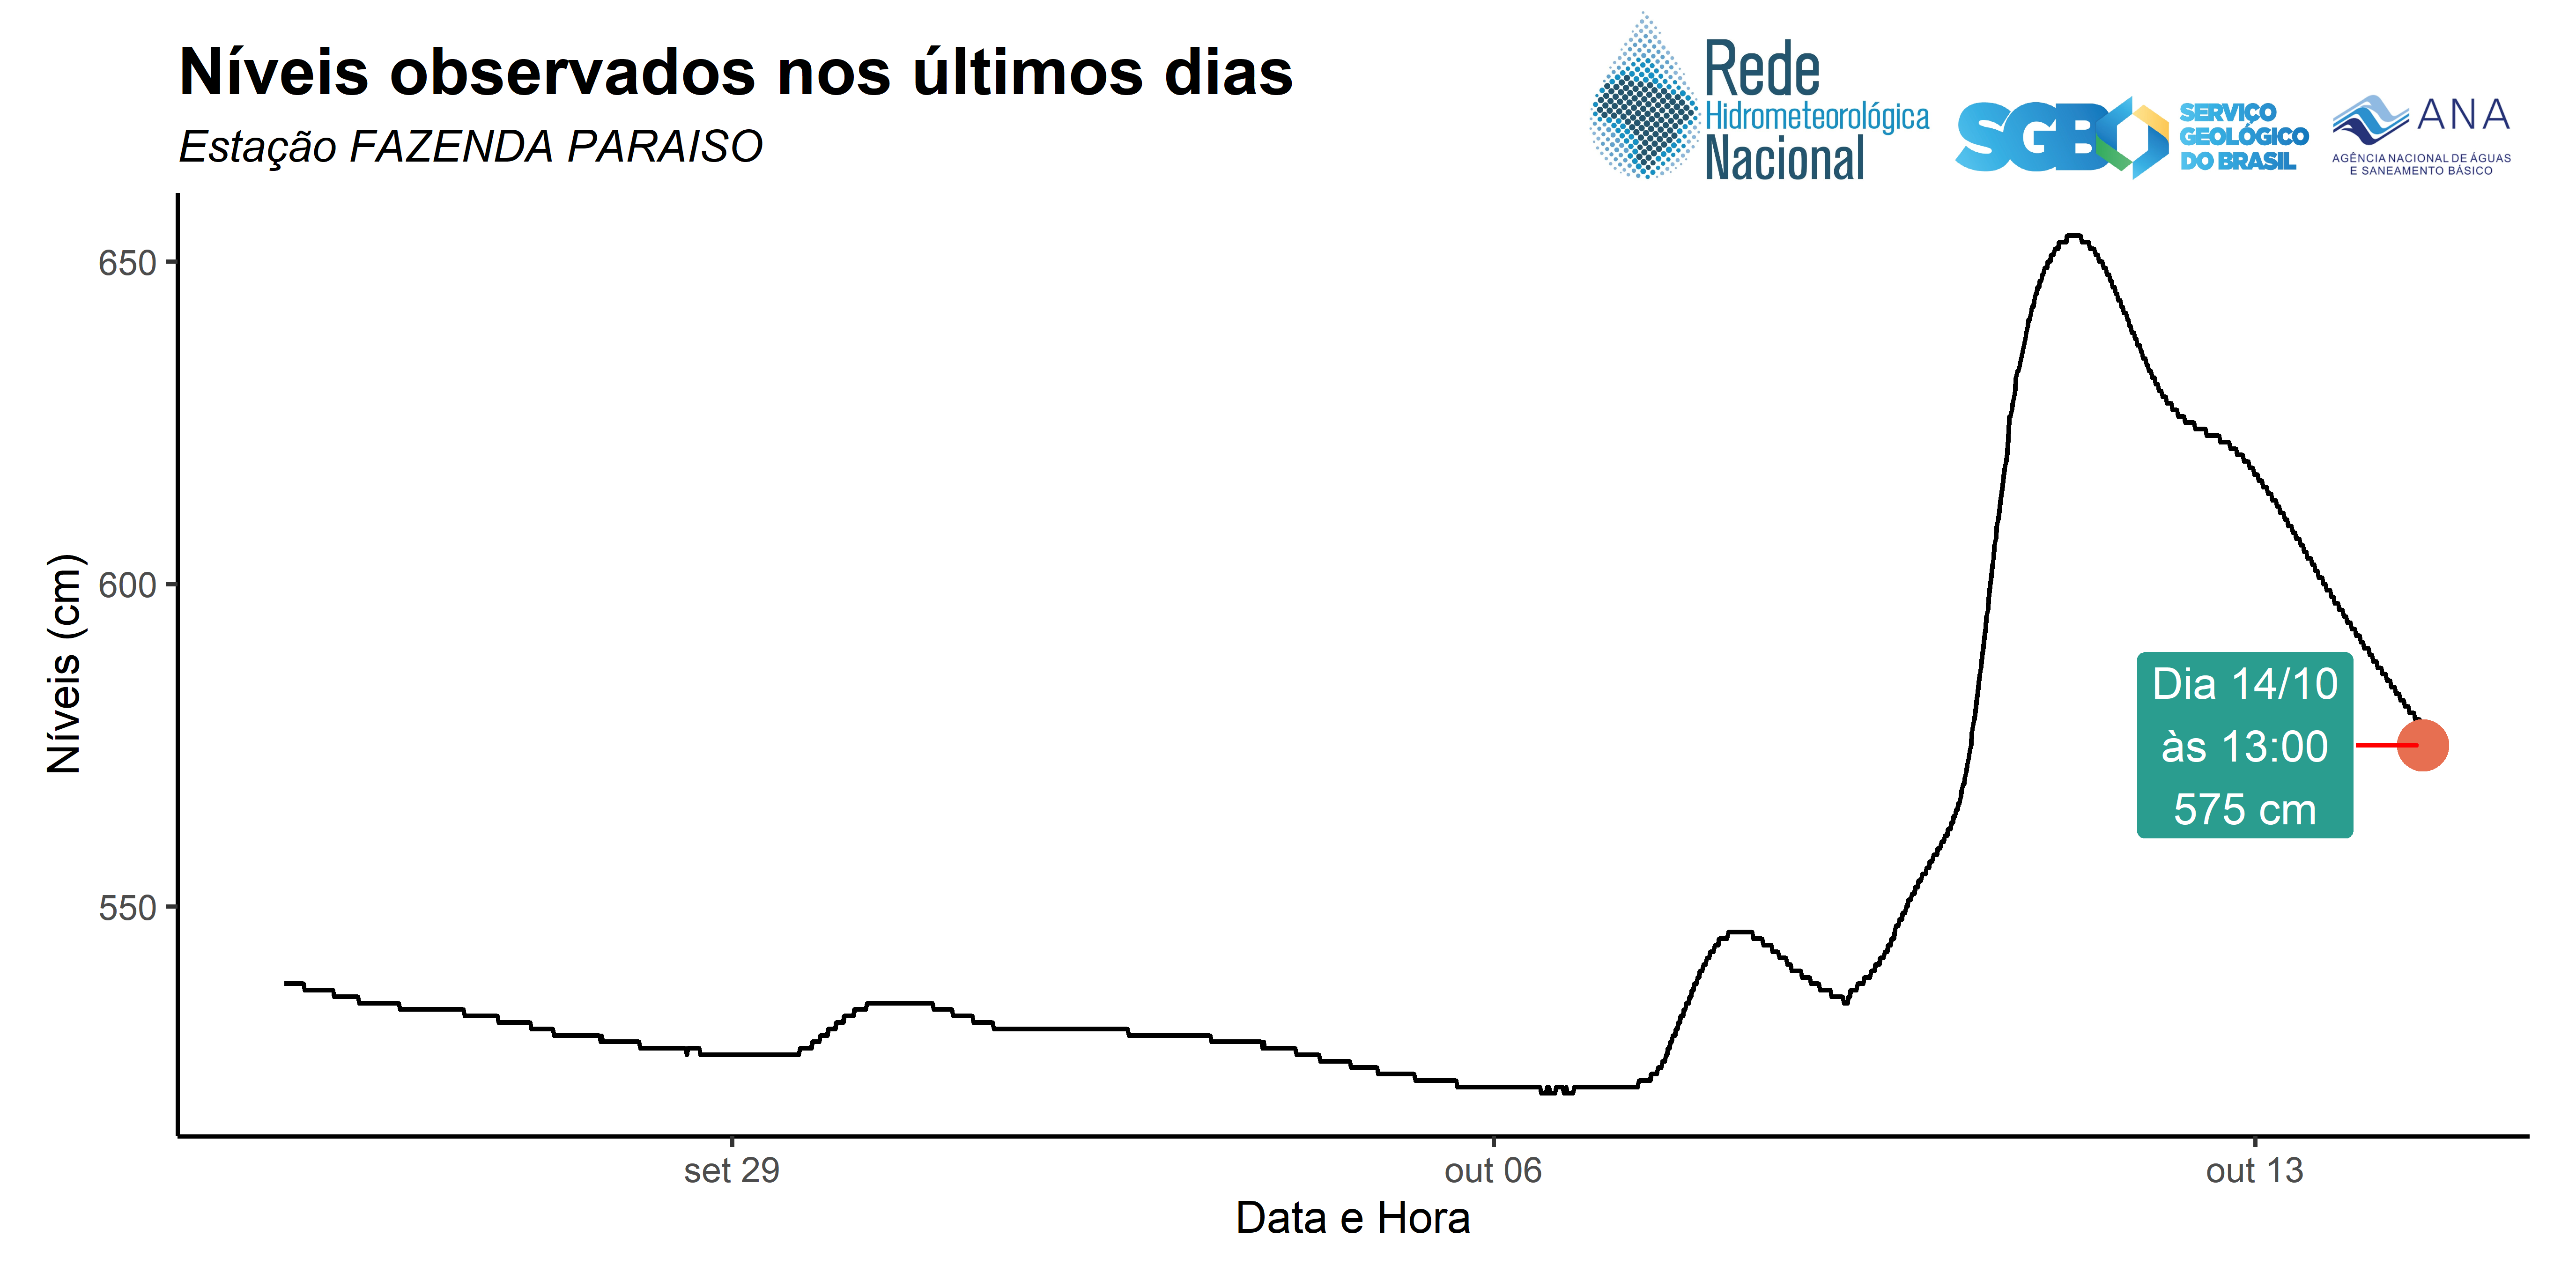 Níveis observados nos últimos dias
Estação FAZENDA PARAISO
Rede
Hidrometeorológica
Nacional
SGB
SERVIÇO
GEOLÓGICO
DO BRASIL
ANA
AGÊNCIA NACIONAL DE ÁGUAS
E SANEAMENTO BÁSICO
650
600
550
Níveis (cm)
Dia 14/10
às 13:00
575 cm
set 29
out 06
out 13
Data e Hora